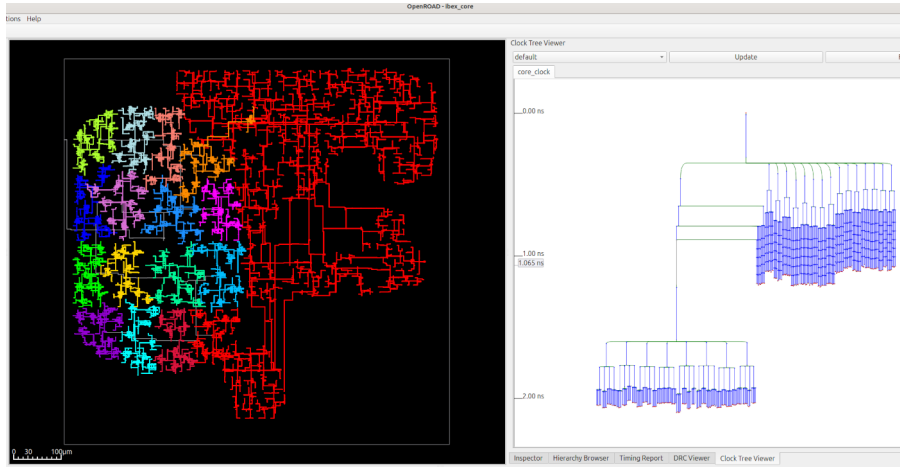 OpenROAD - ibex_core
tions Help
Clock Tree Viewer
default
Update
core_clock
0.00 ns
1.00 ns
1.065 ns
2.00 ns
0 30 100μm
Inspector Hierarchy Browser Timing Report DRC Viewer Clock Tree Viewer